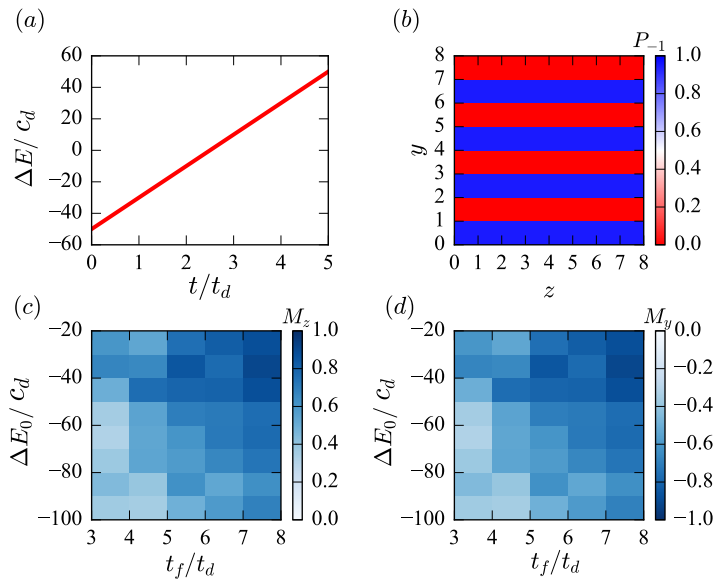 (a)
60
40
20
0
−20
−40
−60
ΔE/ c_d
0 1 2 3 4 5
t/t_d
(b)
P_{−1}
8
7
6
5
4
3
2
1
0
y
0 1 2 3 4 5 6 7 8
z
1.0
0.8
0.6
0.4
0.2
0.0
(c)
M_z
−20
−40
−60
−80
−100
ΔE_0/ c_d
3 4 5 6 7 8
t_f/t_d
1.0
0.8
0.6
0.4
0.2
0.0
(d)
M_y
−20
−40
−60
−80
−100
ΔE_0/ c_d
3 4 5 6 7 8
t_f/t_d
−0.0
−0.2
−0.4
−0.6
−0.8
−1.0